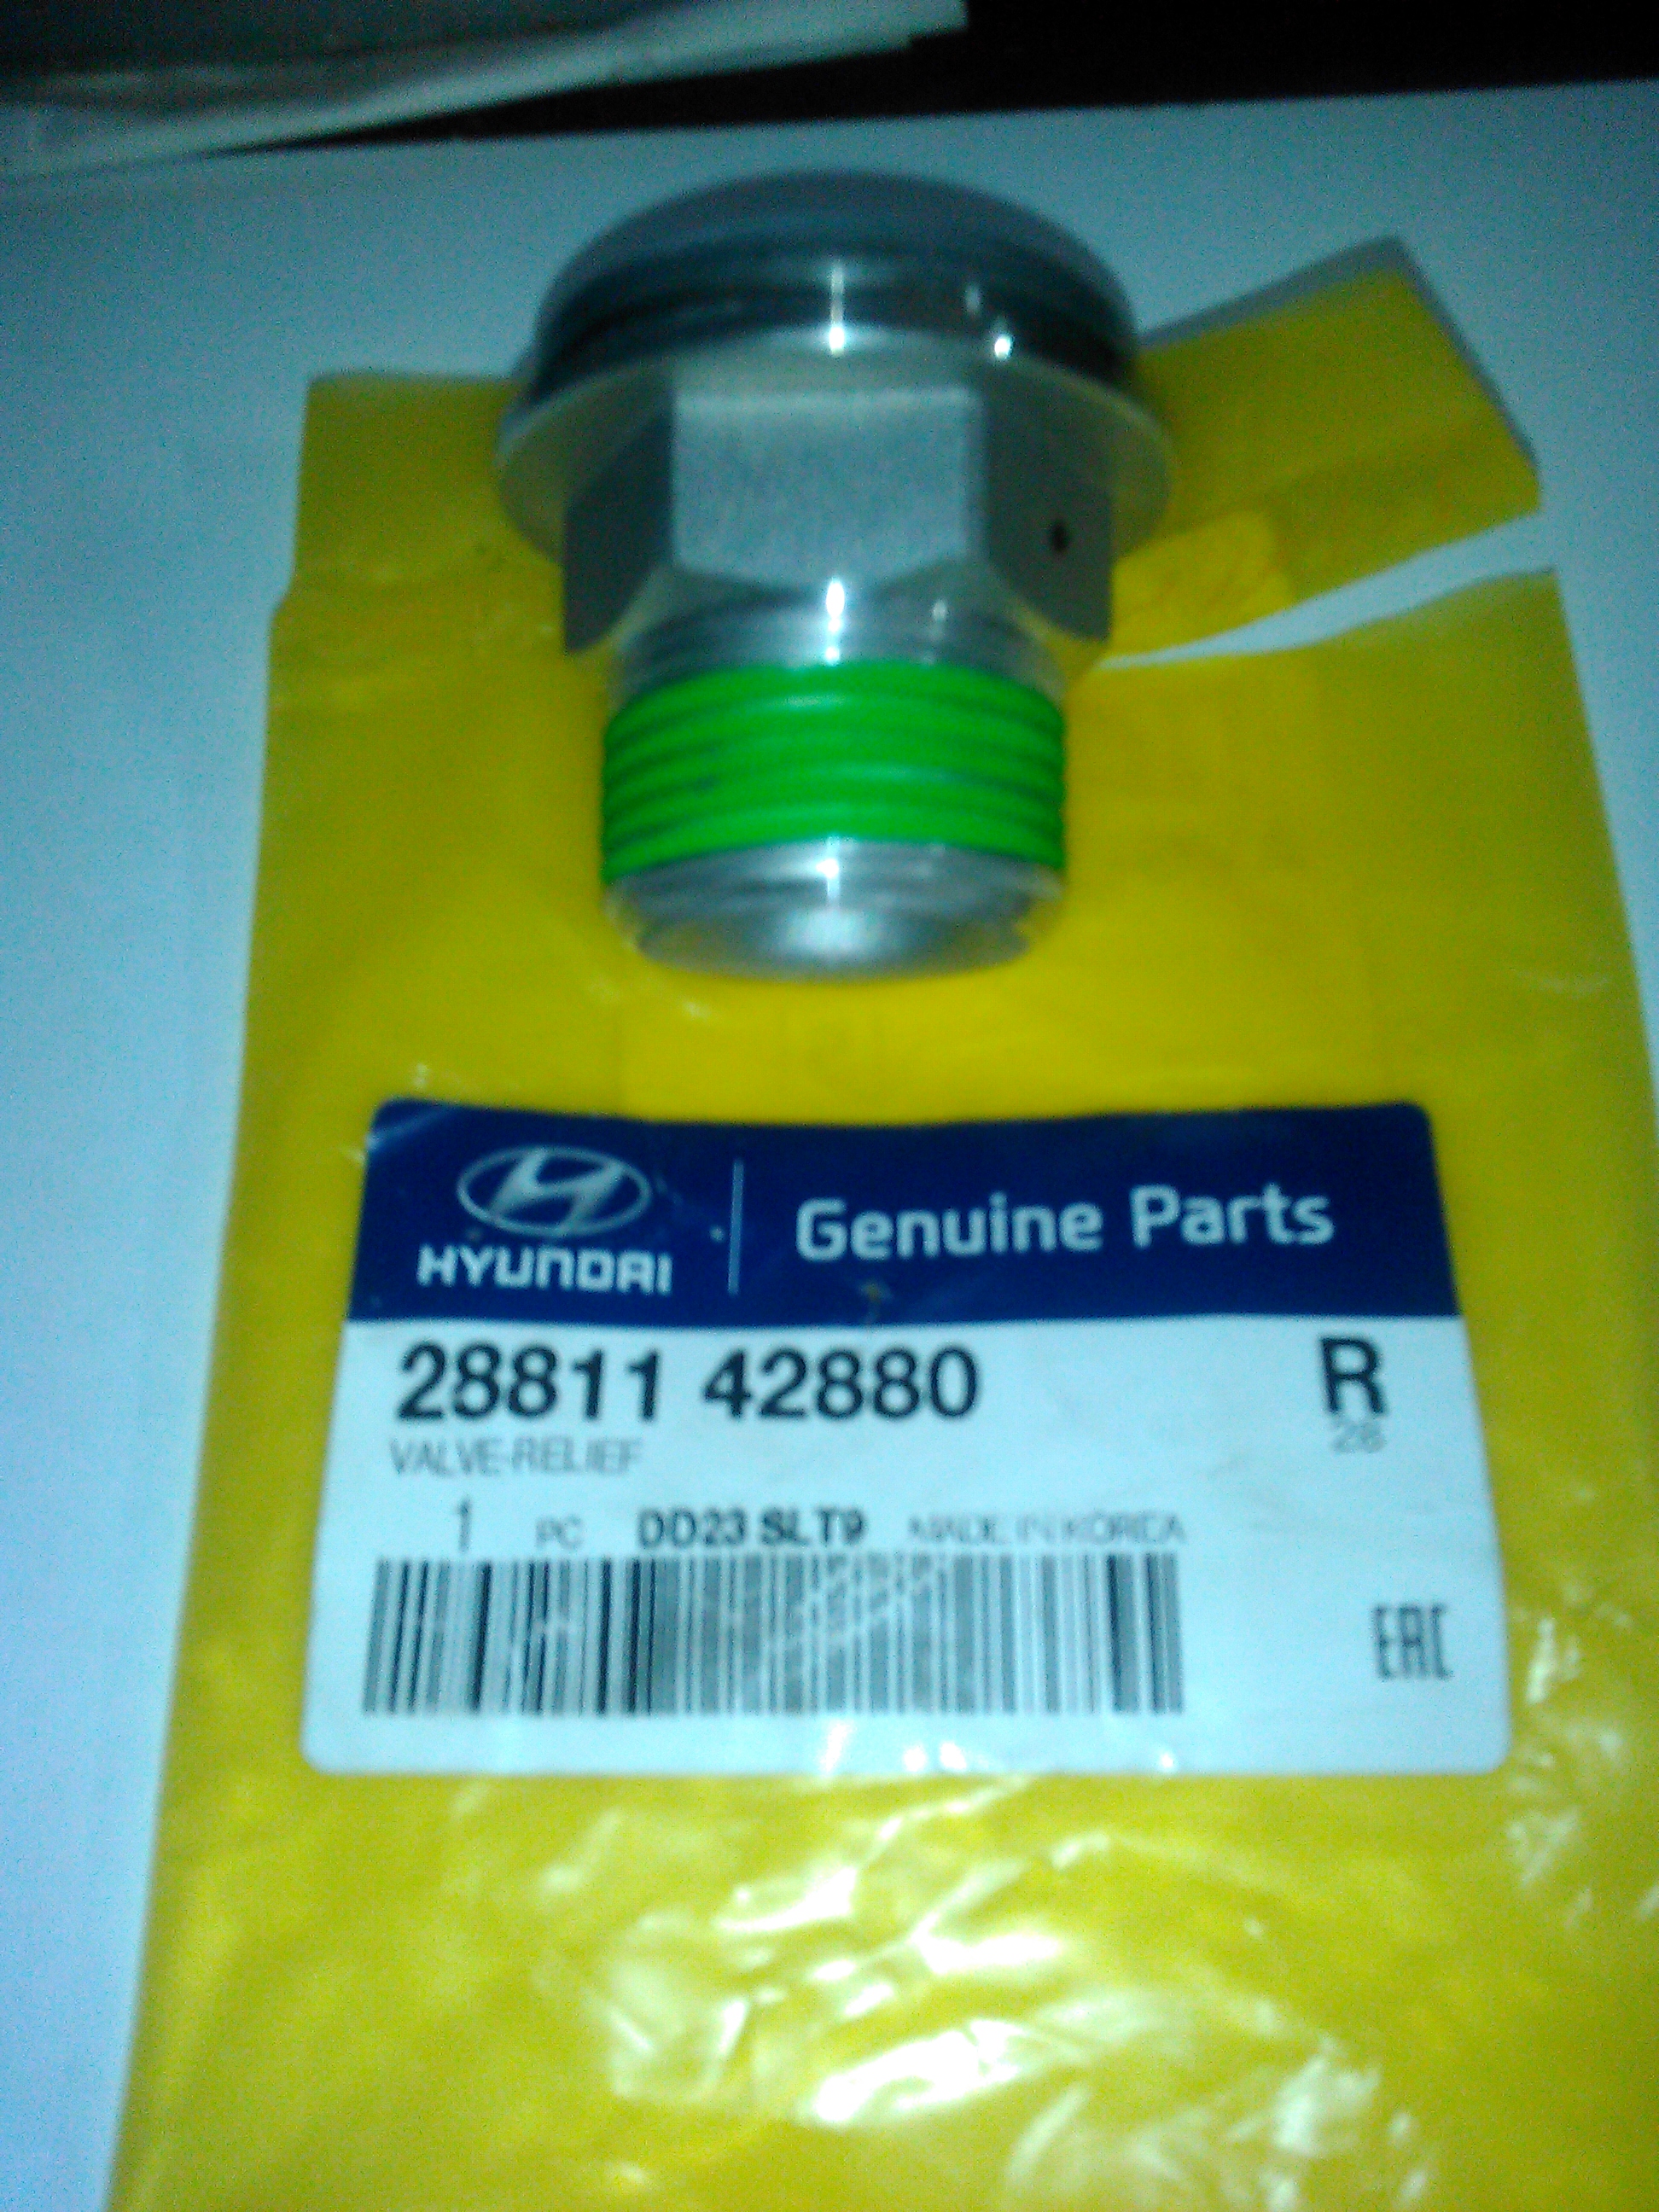 HYUNDAI Genuine Parts
28811 42880 R
VALVE-RELIEF 28
1 PC DD23 SLT9 MADE IN KOREA
EAC